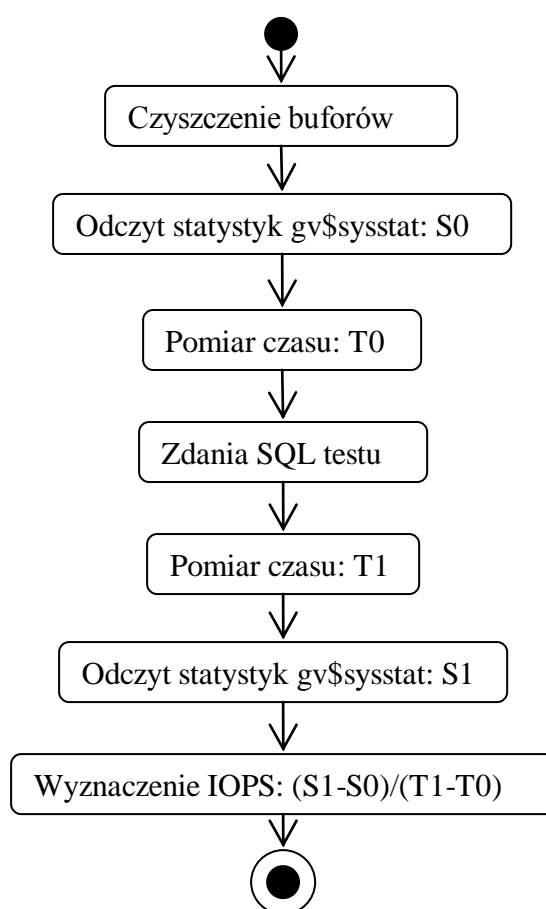 Czyszczenie buforów
Odczyt statystyk gv$sysstat: S0
Pomiar czasu: T0
Zdania SQL testu
Pomiar czasu: T1
Odczyt statystyk gv$sysstat: S1
Wyznaczenie IOPS: (S1-S0)/(T1-T0)